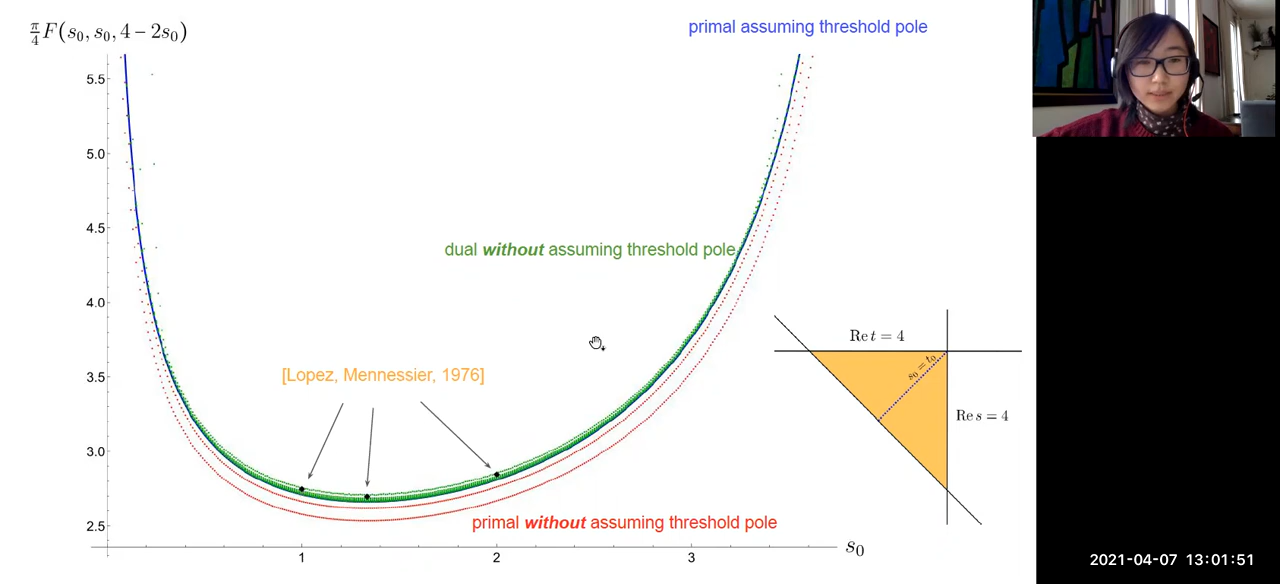 π/4 F(s₀, s₀, 4 − 2s₀)
primal assuming threshold pole
5.5
5.0
4.5
dual without assuming threshold pole
4.0
Re t = 4
s₀ = t₀
3.5
[Lopez, Mennessier, 1976]
Re s = 4
3.0
2.5
primal without assuming threshold pole
1
2
3
s₀
2021-04-07 13:01:51